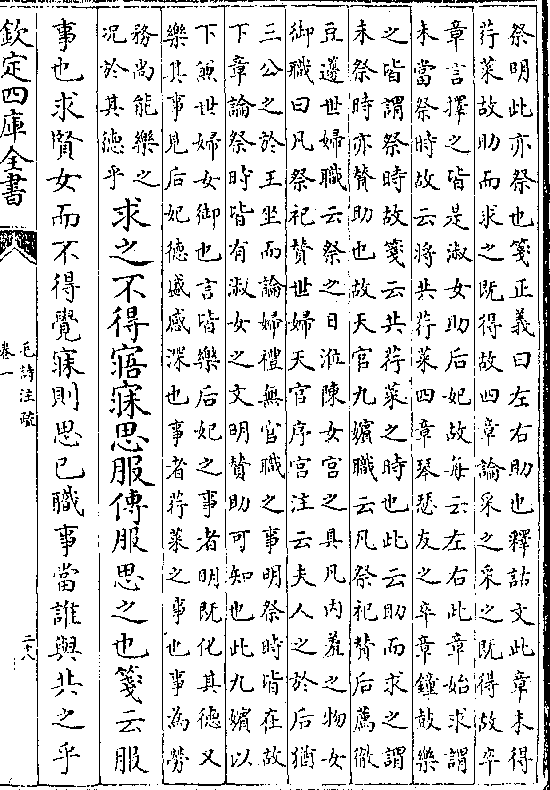 祭明此亦祭也箋正義曰左右助也釋詁文此章未得
荇菜故助而求之既得故四章論采之采之既得故卒
章言擇之皆是淑女助后妃故每云左右此章始求謂
未當祭時故云將共荇菜四章琴瑟友之卒章鐘鼓樂
之皆謂祭時故箋云共荇菜之時也此云助而求之謂
未祭時亦贊助也故天官九嬪職云凡祭祀贊后薦徹
豆籩世婦職云祭之日涖陳女宮之具凡内羞之物女
御職曰凡祭祀贊世婦天官序官注云夫人之於后猶
三公之於王坐而論婦禮無官職之事明祭時皆在故
下章論祭時皆有淑女之文明贊助可知也此九嬪以
下兼世婦女御也言皆樂后妃之事者明既化其德又
樂其事見后妃德盛感深也事者荇菜之事也事為勞
務尚能樂之
況於其德乎
求之不得寤寐思服傳服思之也箋云服
事也求賢女而不得覺寐則思己職事當誰與共之乎
欽定四庫全書
毛詩注疏
卷一
二十八